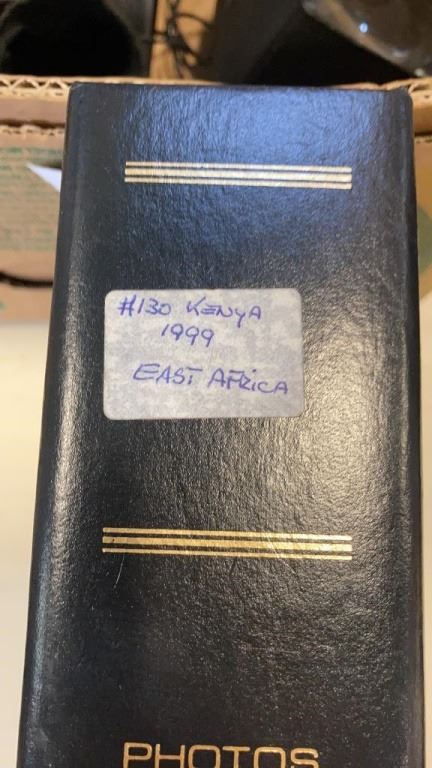 #130 KENYA
1999
EAST AFRICA
PHOTOS